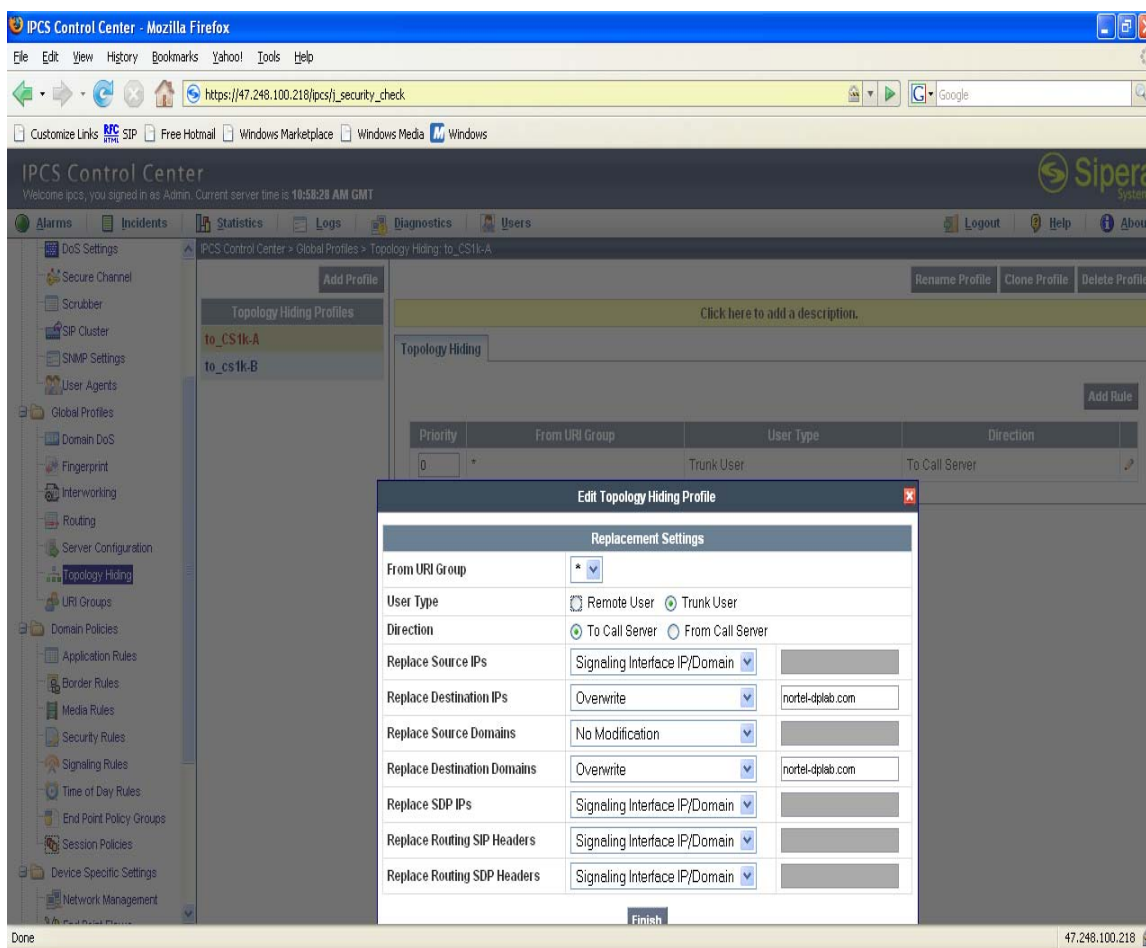 IPCS Control Center - Mozilla Firefox
File Edit View History Bookmarks Yahoo! Tools Help
https://47.248.100.218/ipcs/j_security_check
G Google
Customize Links RFC HTML SIP Free Hotmail Windows Marketplace Windows Media Windows
IPCS Control Center
Welcome ipcs, you signed in as Admin. Current server time is 10:58:28 AM GMT
Sipera
System
Alarms Incidents Statistics Logs Diagnostics Users Logout Help Abou
IPCS Control Center > Global Profiles > Topology Hiding: to_CS1k-A
DoS Settings
Secure Channel
Scrubber
SIP Cluster
SNMP Settings
User Agents
Global Profiles
Domain DoS
Fingerprint
Interworking
Routing
Server Configuration
Topology Hiding
URI Groups
Domain Policies
Application Rules
Border Rules
Media Rules
Security Rules
Signaling Rules
Time of Day Rules
End Point Policy Groups
Session Policies
Device Specific Settings
Network Management
End Point Flows
Add Profile
Topology Hiding Profiles
to_CS1k-A
to_cs1k-B
Rename Profile Clone Profile Delete Profile
Click here to add a description.
Topology Hiding
Add Rule
Priority From URI Group User Type Direction
0 * Trunk User To Call Server
Edit Topology Hiding Profile
Replacement Settings
From URI Group *
User Type Remote User Trunk User
Direction To Call Server From Call Server
Replace Source IPs Signaling Interface IP/Domain
Replace Destination IPs Overwrite nortel-dplab.com
Replace Source Domains No Modification
Replace Destination Domains Overwrite nortel-dplab.com
Replace SDP IPs Signaling Interface IP/Domain
Replace Routing SIP Headers Signaling Interface IP/Domain
Replace Routing SDP Headers Signaling Interface IP/Domain
Finish
Done 47.248.100.218